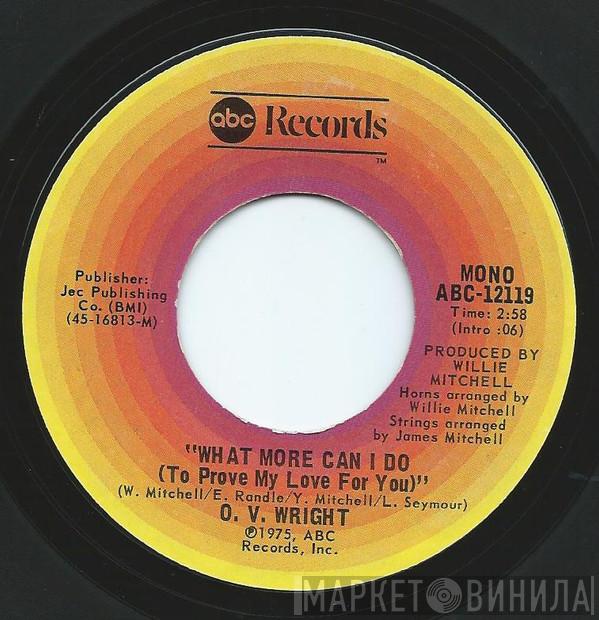 abc Records
TM
Publisher:
Jec Publishing
Co. (BMI)
(45-16813-M)
MONO
ABC-12119
Time: 2:58
(Intro :06)
PRODUCED BY
WILLIE
MITCHELL
Horns arranged by
Willie Mitchell
Strings arranged
by James Mitchell
"WHAT MORE CAN I DO
(To Prove My Love For You)"
(W. Mitchell/E. Randle/Y. Mitchell/L. Seymour)
O. V. WRIGHT
℗1975, ABC
Records, Inc.
МАРКЕТ ВИНИЛА